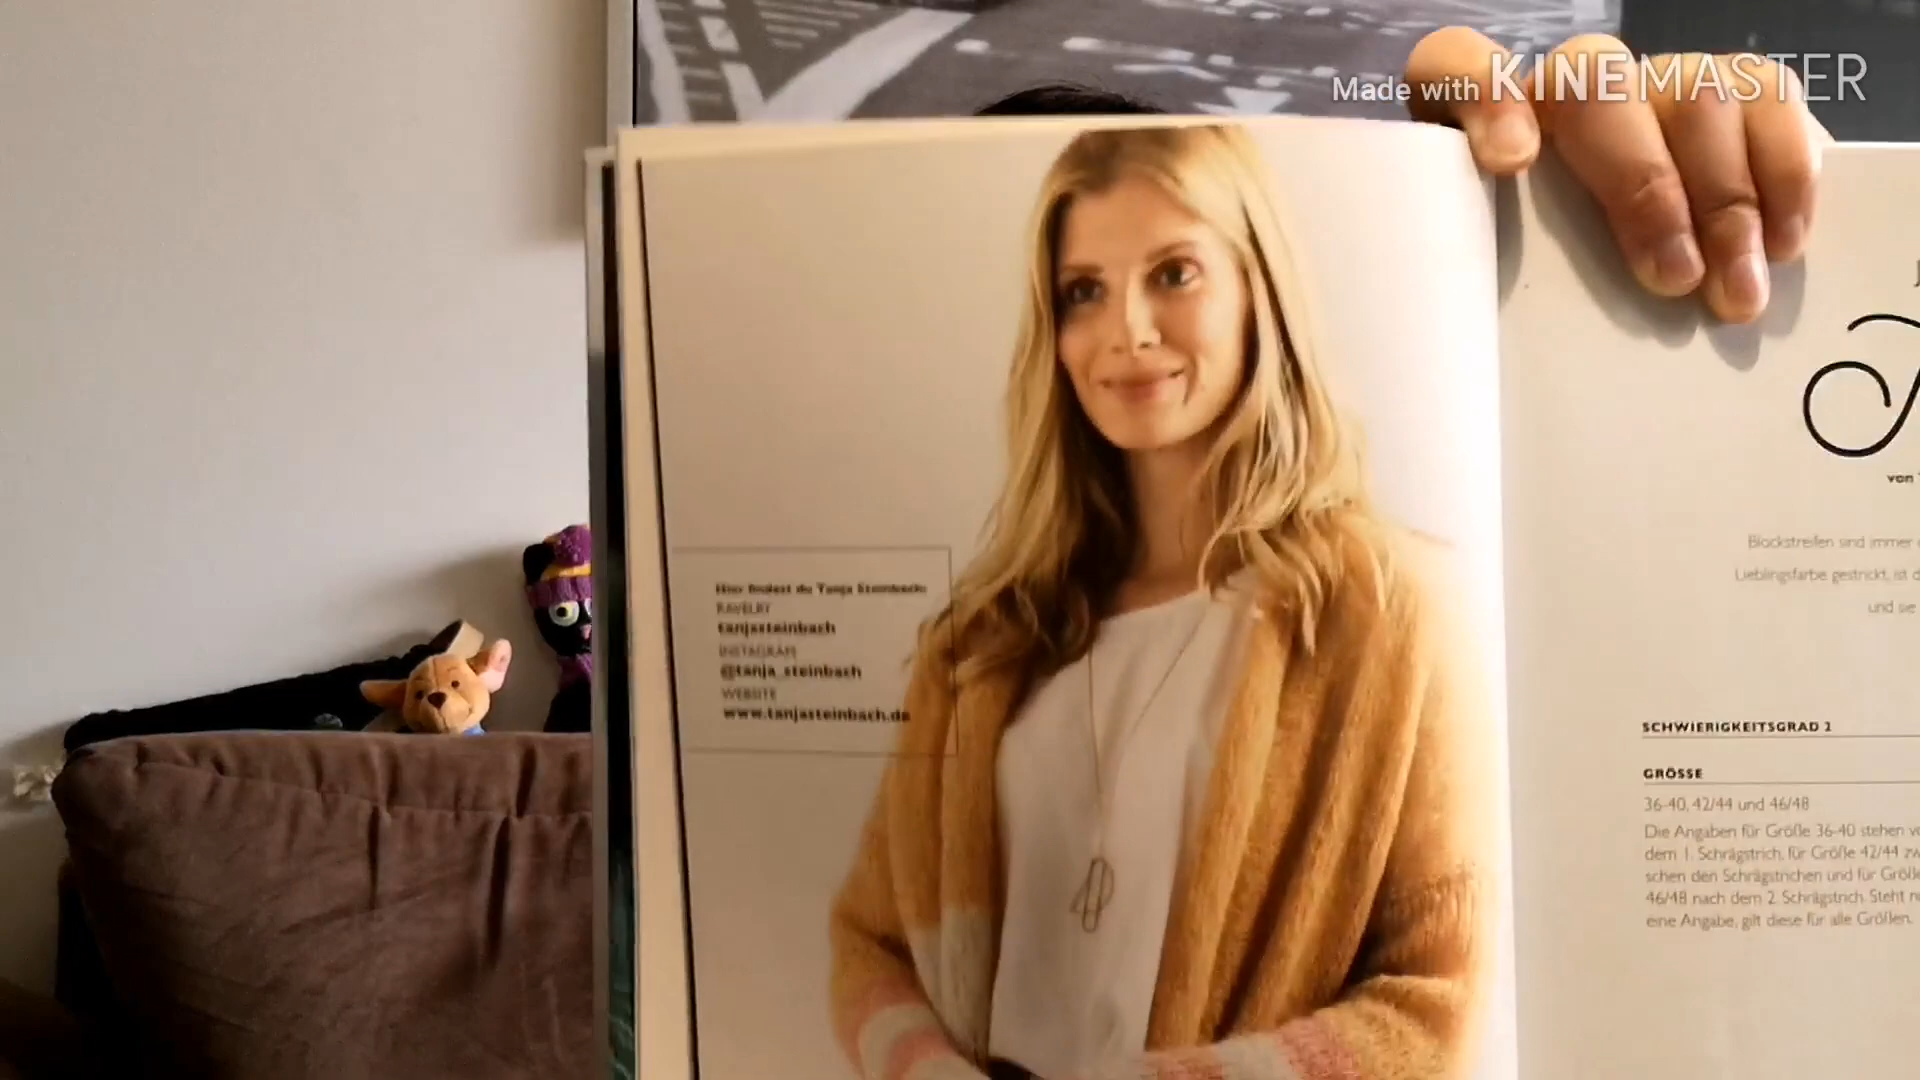 Made with KINEMASTER
Hier findest du Tanja Steinbach:
RAVELRY
tanjasteinbach
INSTAGRAM
@tanja_steinbach
WEBSITE
www.tanjasteinbach.de
von
Blockstreifen sind immer
Lieblingsfarbe gestrickt, ist
und sie
SCHWIERIGKEITSGRAD 2
GRÖSSE
36-40, 42/44 und 46/48
Die Angaben für Größe 36-40 stehen
dem 1. Schrägstrich, für Größe 42/44
schen den Schrägstrichen und für Größe
46/48 nach dem 2. Schrägstrich. Steht
eine Angabe, gilt diese für alle Größen.